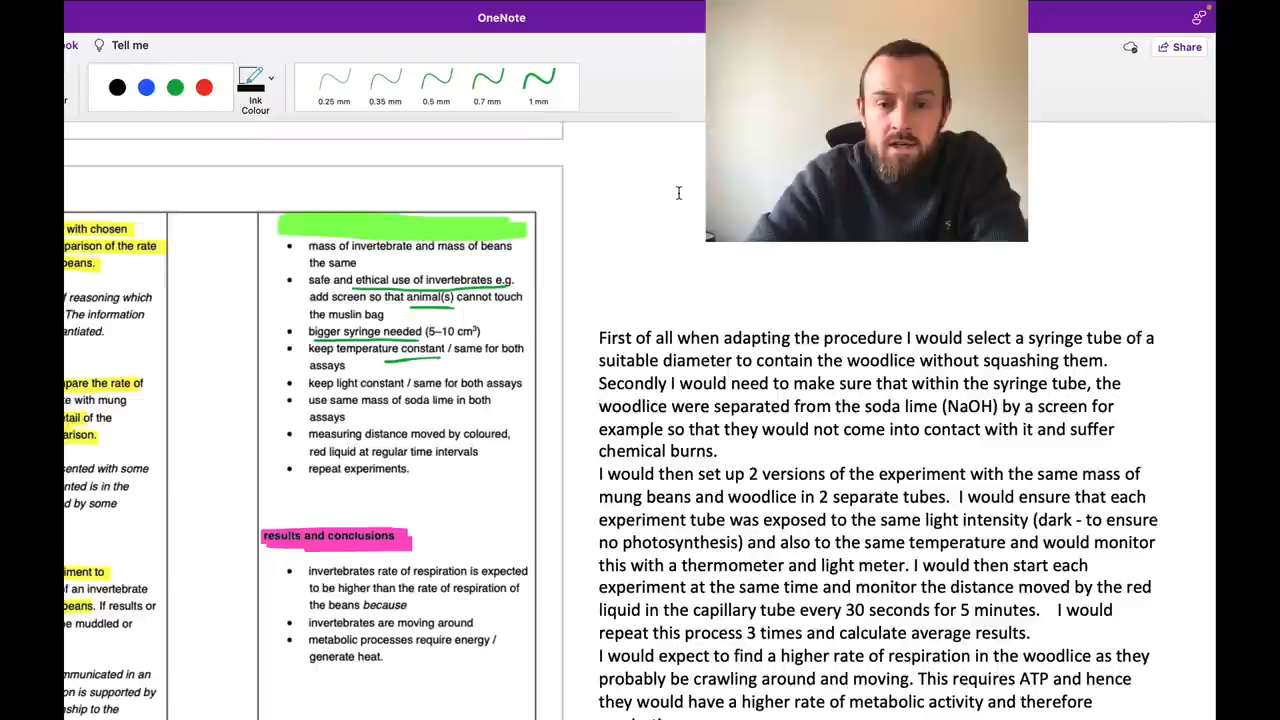 OneNote
ook
Tell me
Share
Ink
Colour
0.25 mm
0.35 mm
0.5 mm
0.7 mm
1 mm
with chosen
parison of the rate
beans.
f reasoning which
The information
antiated.
pare the rate of
te with mung
tail of the
arison.
sented with some
nted is in the
d by some
iment to
of an invertebrate
beans. If results or
be muddled or
mmunicated in an
on is supported by
nship to the
• mass of invertebrate and mass of beans
the same
• safe and ethical use of invertebrates e.g.
add screen so that animal(s) cannot touch
the muslin bag
• bigger syringe needed (5–10 cm³)
• keep temperature constant / same for both
assays
• keep light constant / same for both assays
• use same mass of soda lime in both
assays
• measuring distance moved by coloured,
red liquid at regular time intervals
• repeat experiments.
results and conclusions
• invertebrates rate of respiration is expected
to be higher than the rate of respiration of
the beans because
• invertebrates are moving around
• metabolic processes require energy /
generate heat.
First of all when adapting the procedure I would select a syringe tube of a
suitable diameter to contain the woodlice without squashing them.
Secondly I would need to make sure that within the syringe tube, the
woodlice were separated from the soda lime (NaOH) by a screen for
example so that they would not come into contact with it and suffer
chemical burns.
I would then set up 2 versions of the experiment with the same mass of
mung beans and woodlice in 2 separate tubes. I would ensure that each
experiment tube was exposed to the same light intensity (dark - to ensure
no photosynthesis) and also to the same temperature and would monitor
this with a thermometer and light meter. I would then start each
experiment at the same time and monitor the distance moved by the red
liquid in the capillary tube every 30 seconds for 5 minutes. I would
repeat this process 3 times and calculate average results.
I would expect to find a higher rate of respiration in the woodlice as they
probably be crawling around and moving. This requires ATP and hence
they would have a higher rate of metabolic activity and therefore